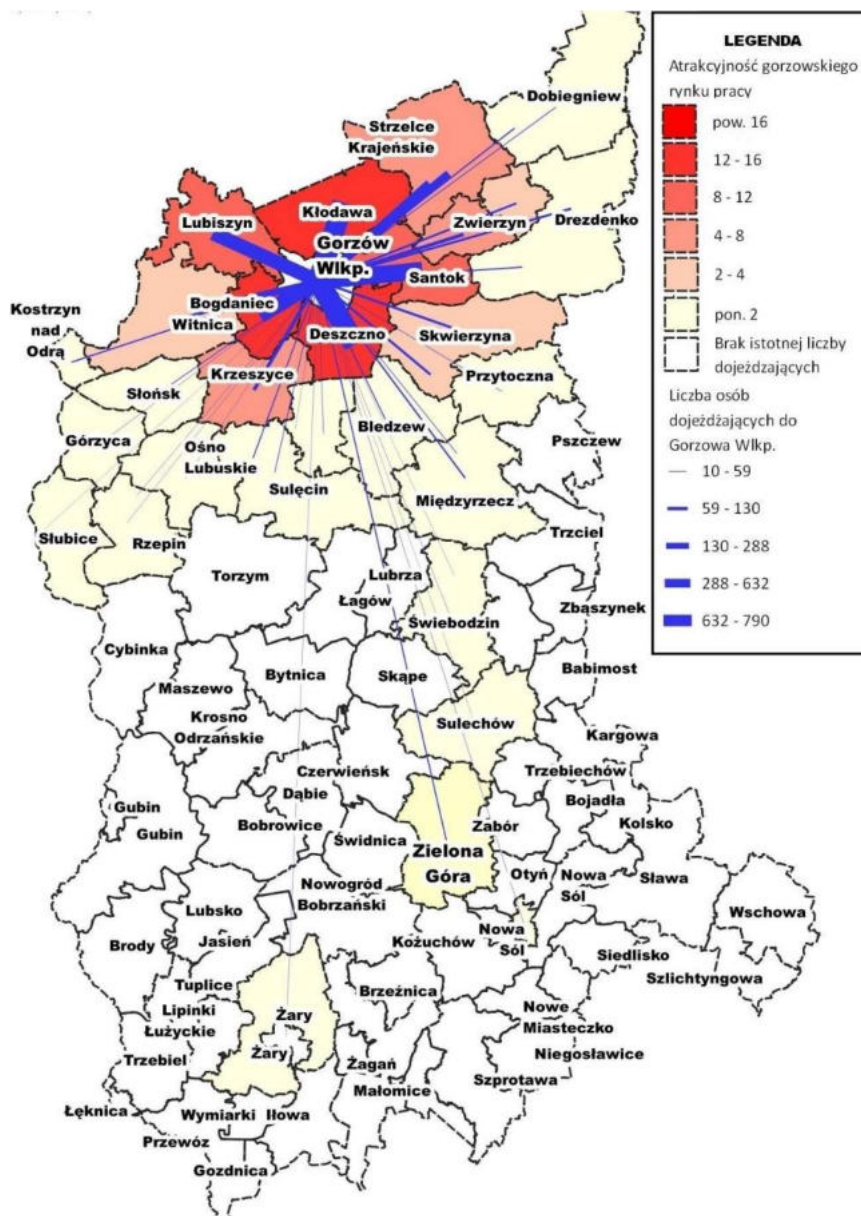 LEGENDA
Atrakcyjność gorzowskiego
rynku pracy
pow. 16
12 - 16
8 - 12
4 - 8
2 - 4
pon. 2
Brak istotnej liczby
dojeżdzających
Liczba osób
dojeżdżających do
Gorzowa Wlkp.
10 - 59
59 - 130
130 - 288
288 - 632
632 - 790
Dobiegniew
Strzelce
Krajeńskie
Kłodawa
Lubiszyn
Zwierzyn
Drezdenko
Gorzów
Wlkp.
Santok
Bogdaniec
Witnica
Kostrzyn
nad
Odrą
Deszczno
Skwierzyna
Krzeszyce
Przytoczna
Słońsk
Bledzew
Górzyca
Ośno
Lubuskie
Pszczew
Sulęcin
Międzyrzecz
Słubice
Rzepin
Trzciel
Torzym
Lubrza
Łagów
Zbąszynek
Świebodzin
Cybinka
Babimost
Bytnica
Skąpe
Maszewo
Krosno
Odrzańskie
Sulechów
Kargowa
Czerwieńsk
Trzebiechów
Dąbie
Bojadła
Gubin
Gubin
Bobrowice
Świdnica
Zabór
Kolsko
Zielona
Góra
Otyń
Nowa
Sól
Sława
Nowogród
Bobrzański
Lubsko
Wschowa
Brody
Jasień
Kożuchów
Nowa
Sól
Siedlisko
Szlichtyngowa
Tuplice
Brzeźnica
Lipinki
Łużyckie
Żary
Nowe
Miasteczko
Żary
Trzebiel
Żagań
Niegosławice
Szprotawa
Małomice
Łęknica
Wymiarki
Iłowa
Przewóz
Gozdnica